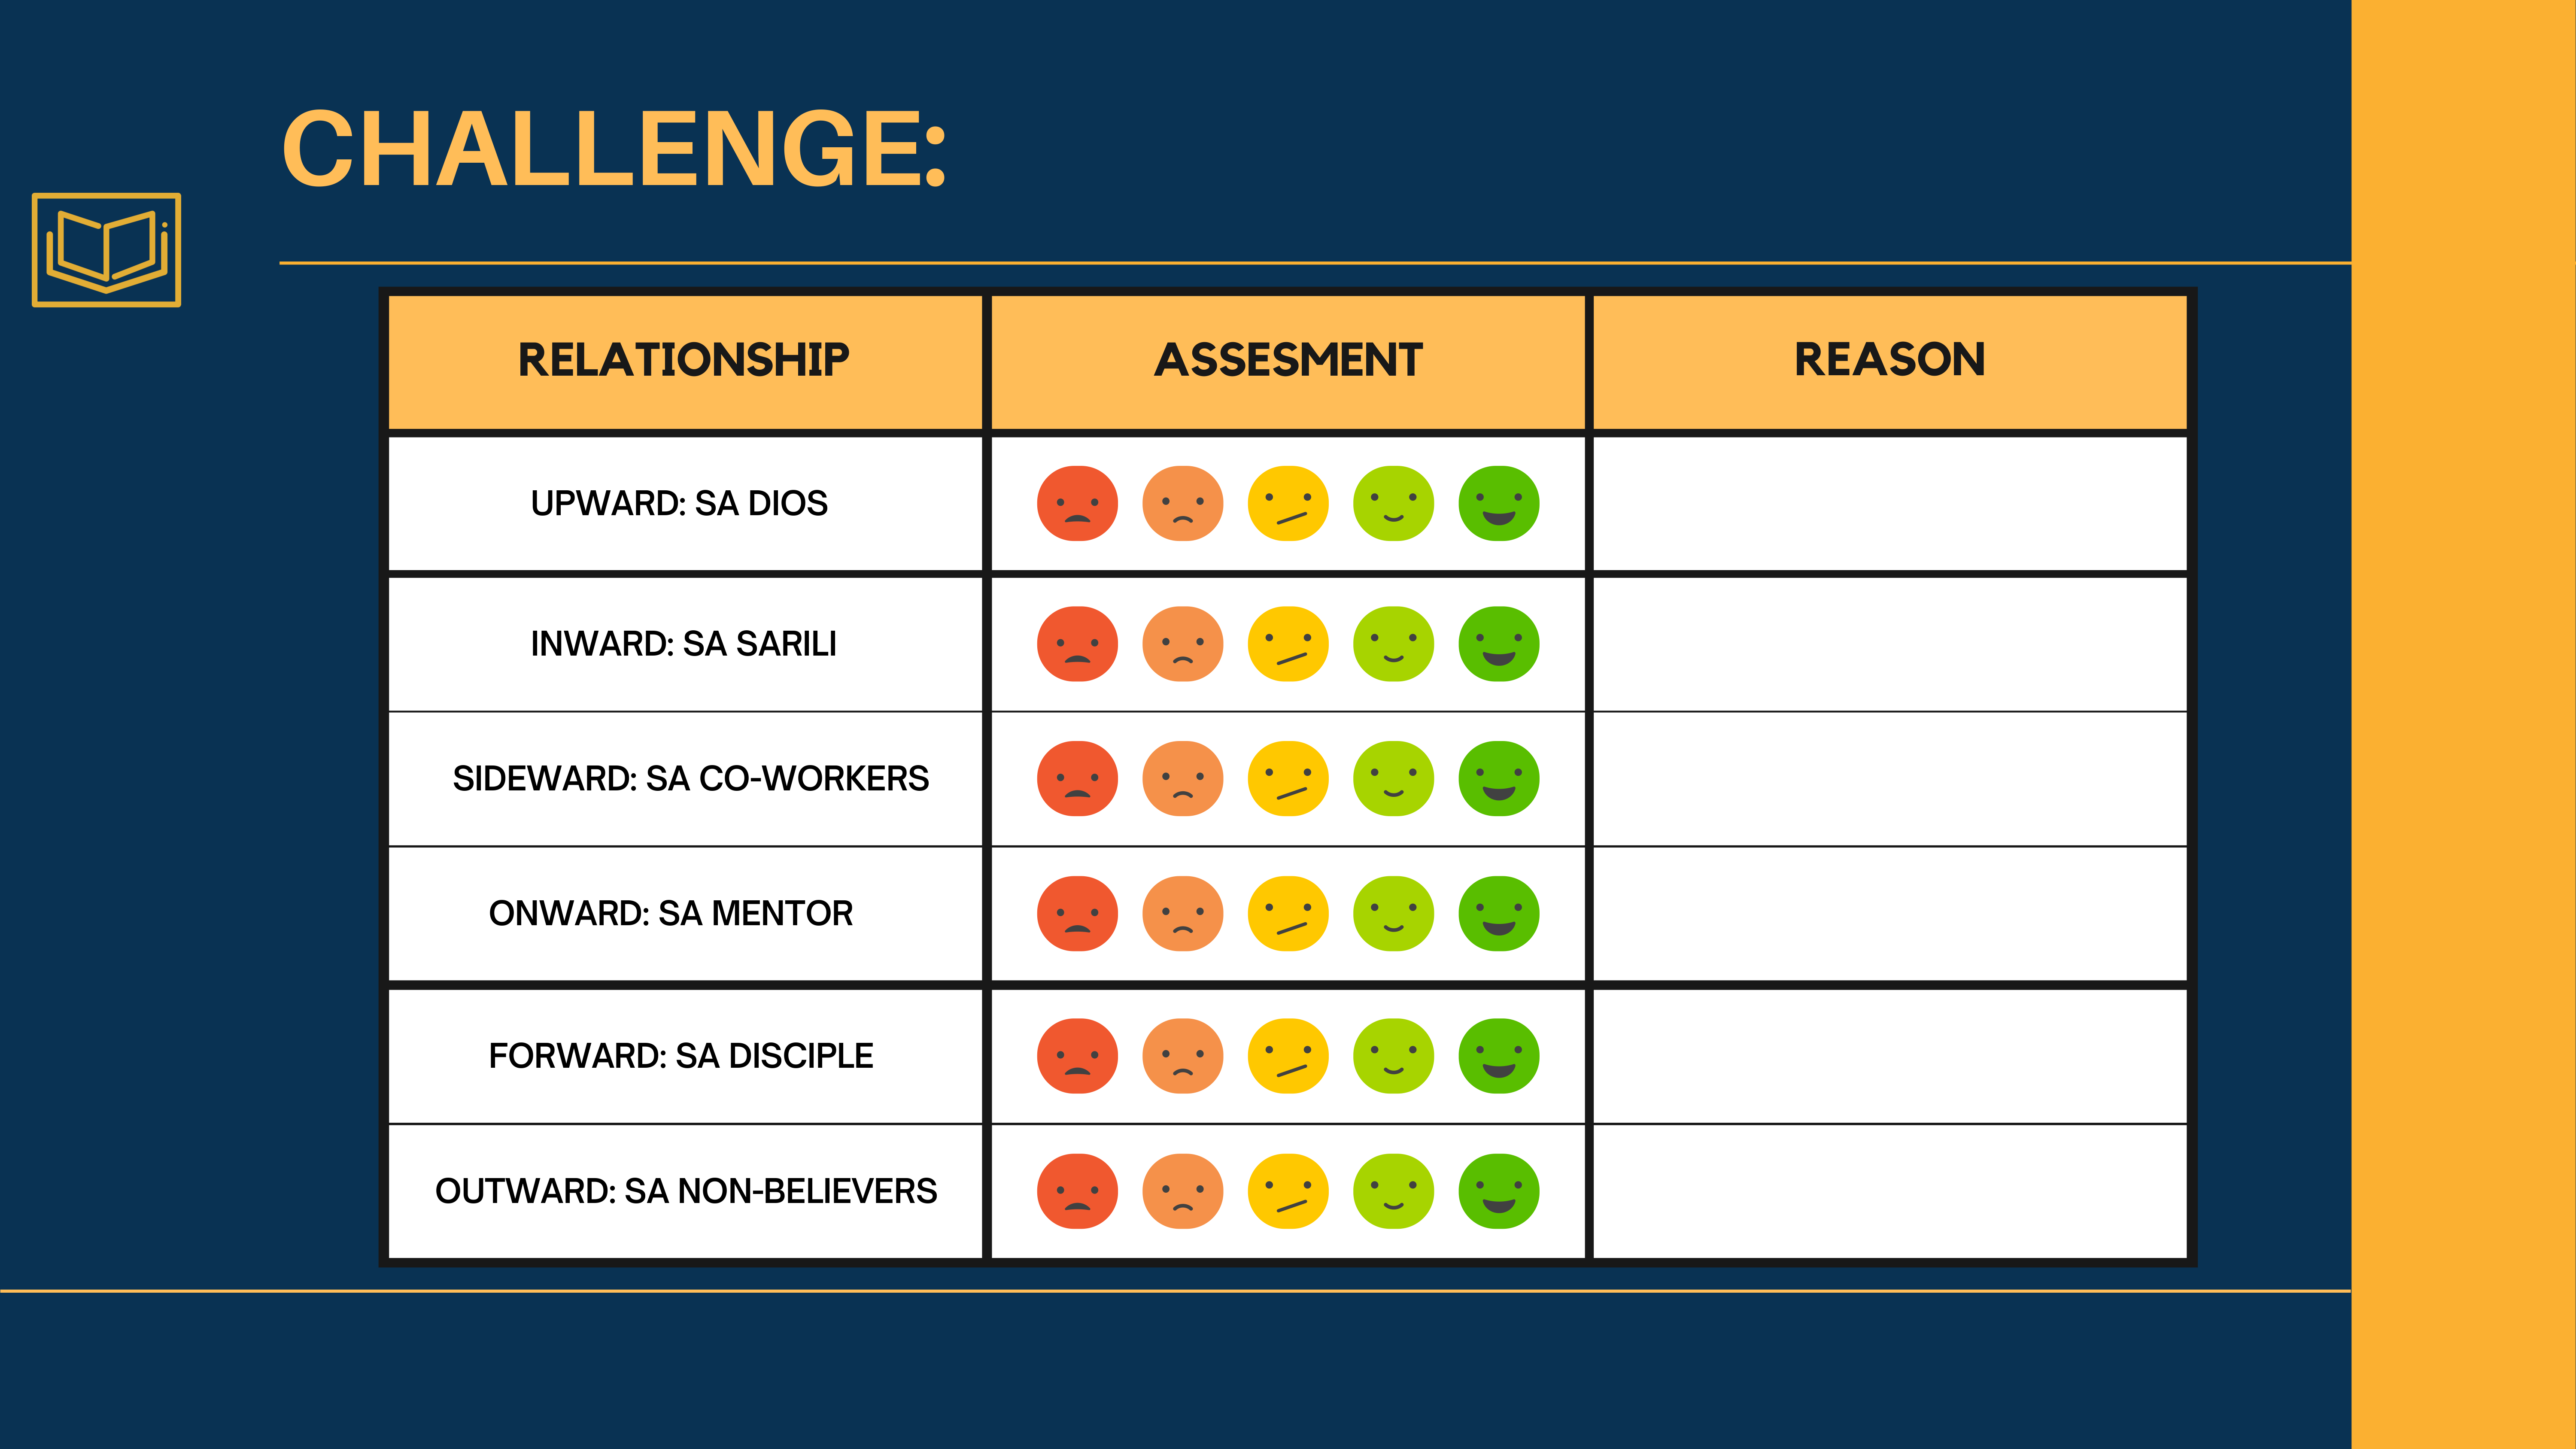 CHALLENGE:
RELATIONSHIP
ASSESMENT
REASON
UPWARD: SA DIOS
INWARD: SA SARILI
SIDEWARD: SA CO-WORKERS
ONWARD: SA MENTOR
FORWARD: SA DISCIPLE
OUTWARD: SA NON-BELIEVERS